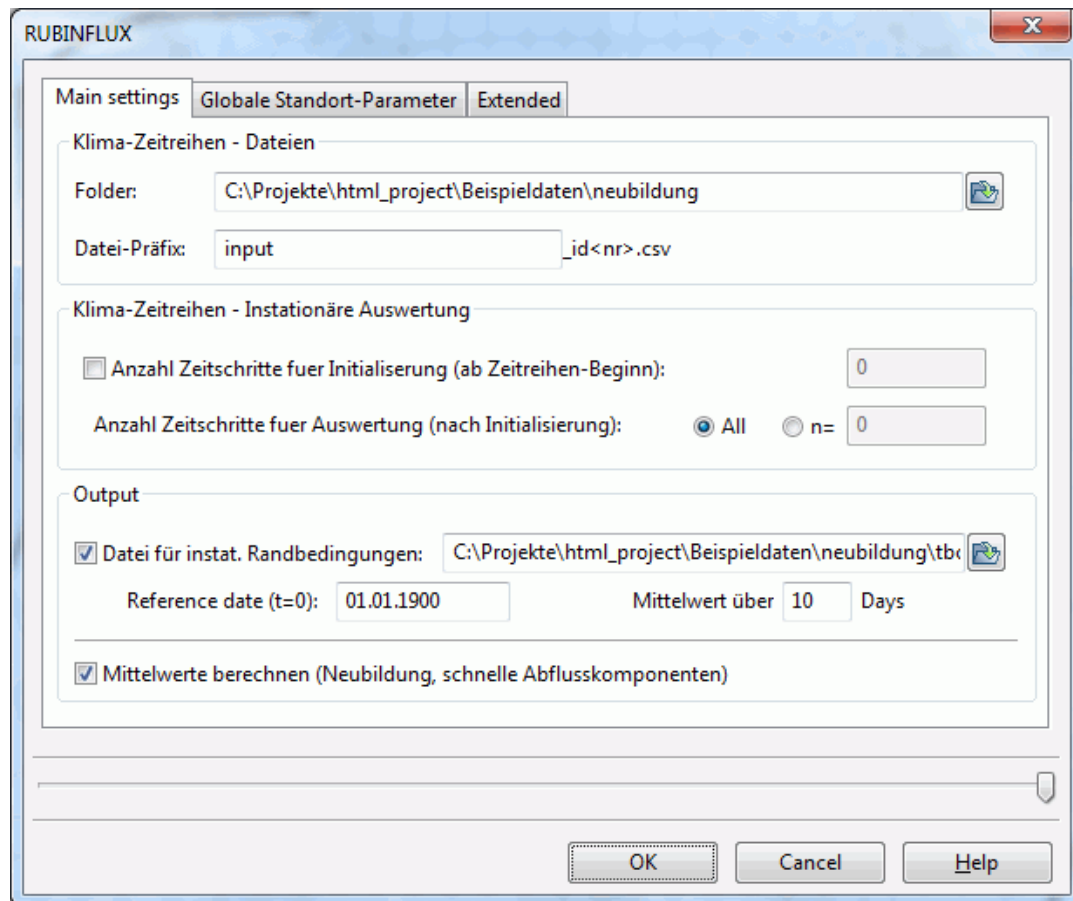 RUBINFLUX
Main settings Globale Standort-Parameter Extended
Klima-Zeitreihen - Dateien
Folder: C:\Projekte\html_project\Beispieldaten\neubildung
Datei-Präfix: input _id<nr>.csv
Klima-Zeitreihen - Instationäre Auswertung
Anzahl Zeitschritte fuer Initialiserung (ab Zeitreihen-Beginn): 0
Anzahl Zeitschritte fuer Auswertung (nach Initialisierung): All n= 0
Output
Datei für instat. Randbedingungen: C:\Projekte\html_project\Beispieldaten\neubildung\tb
Reference date (t=0): 01.01.1900 Mittelwert über 10 Days
Mittelwerte berechnen (Neubildung, schnelle Abflusskomponenten)
OK Cancel Help